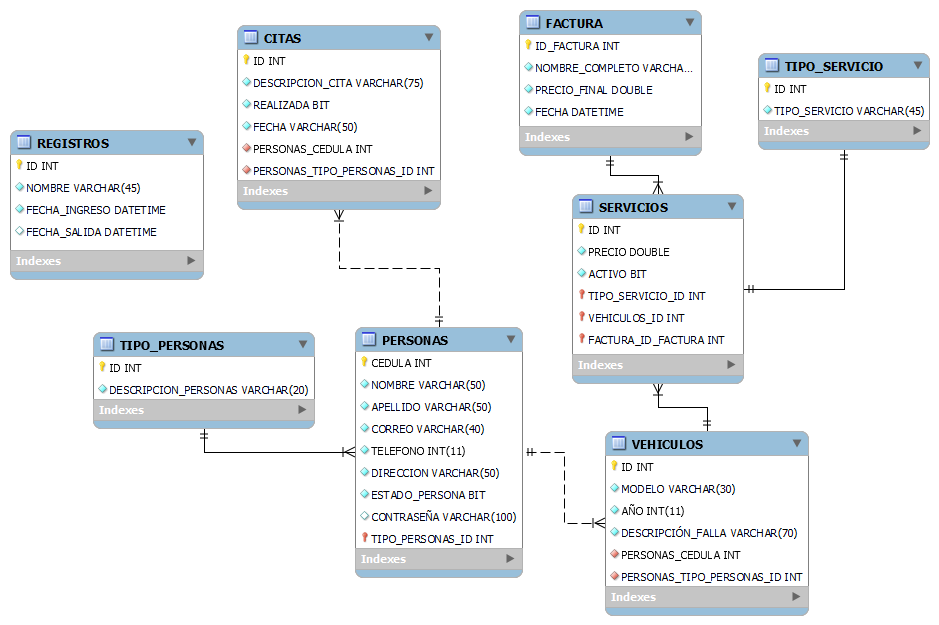 CITAS
ID INT
DESCRIPCION_CITA VARCHAR(75)
REALIZADA BIT
FECHA VARCHAR(50)
PERSONAS_CEDULA INT
PERSONAS_TIPO_PERSONAS_ID INT
Indexes
FACTURA
ID_FACTURA INT
NOMBRE_COMPLETO VARCHA...
PRECIO_FINAL DOUBLE
FECHA DATETIME
Indexes
TIPO_SERVICIO
ID INT
TIPO_SERVICIO VARCHAR(45)
Indexes
REGISTROS
ID INT
NOMBRE VARCHAR(45)
FECHA_INGRESO DATETIME
FECHA_SALIDA DATETIME
Indexes
SERVICIOS
ID INT
PRECIO DOUBLE
ACTIVO BIT
TIPO_SERVICIO_ID INT
VEHICULOS_ID INT
FACTURA_ID_FACTURA INT
Indexes
TIPO_PERSONAS
ID INT
DESCRIPCION_PERSONAS VARCHAR(20)
Indexes
PERSONAS
CEDULA INT
NOMBRE VARCHAR(50)
APELLIDO VARCHAR(50)
CORREO VARCHAR(40)
TELEFONO INT(11)
DIRECCION VARCHAR(50)
ESTADO_PERSONA BIT
CONTRASEÑA VARCHAR(100)
TIPO_PERSONAS_ID INT
Indexes
VEHICULOS
ID INT
MODELO VARCHAR(30)
AÑO INT(11)
DESCRIPCIÓN_FALLA VARCHAR(70)
PERSONAS_CEDULA INT
PERSONAS_TIPO_PERSONAS_ID INT
Indexes